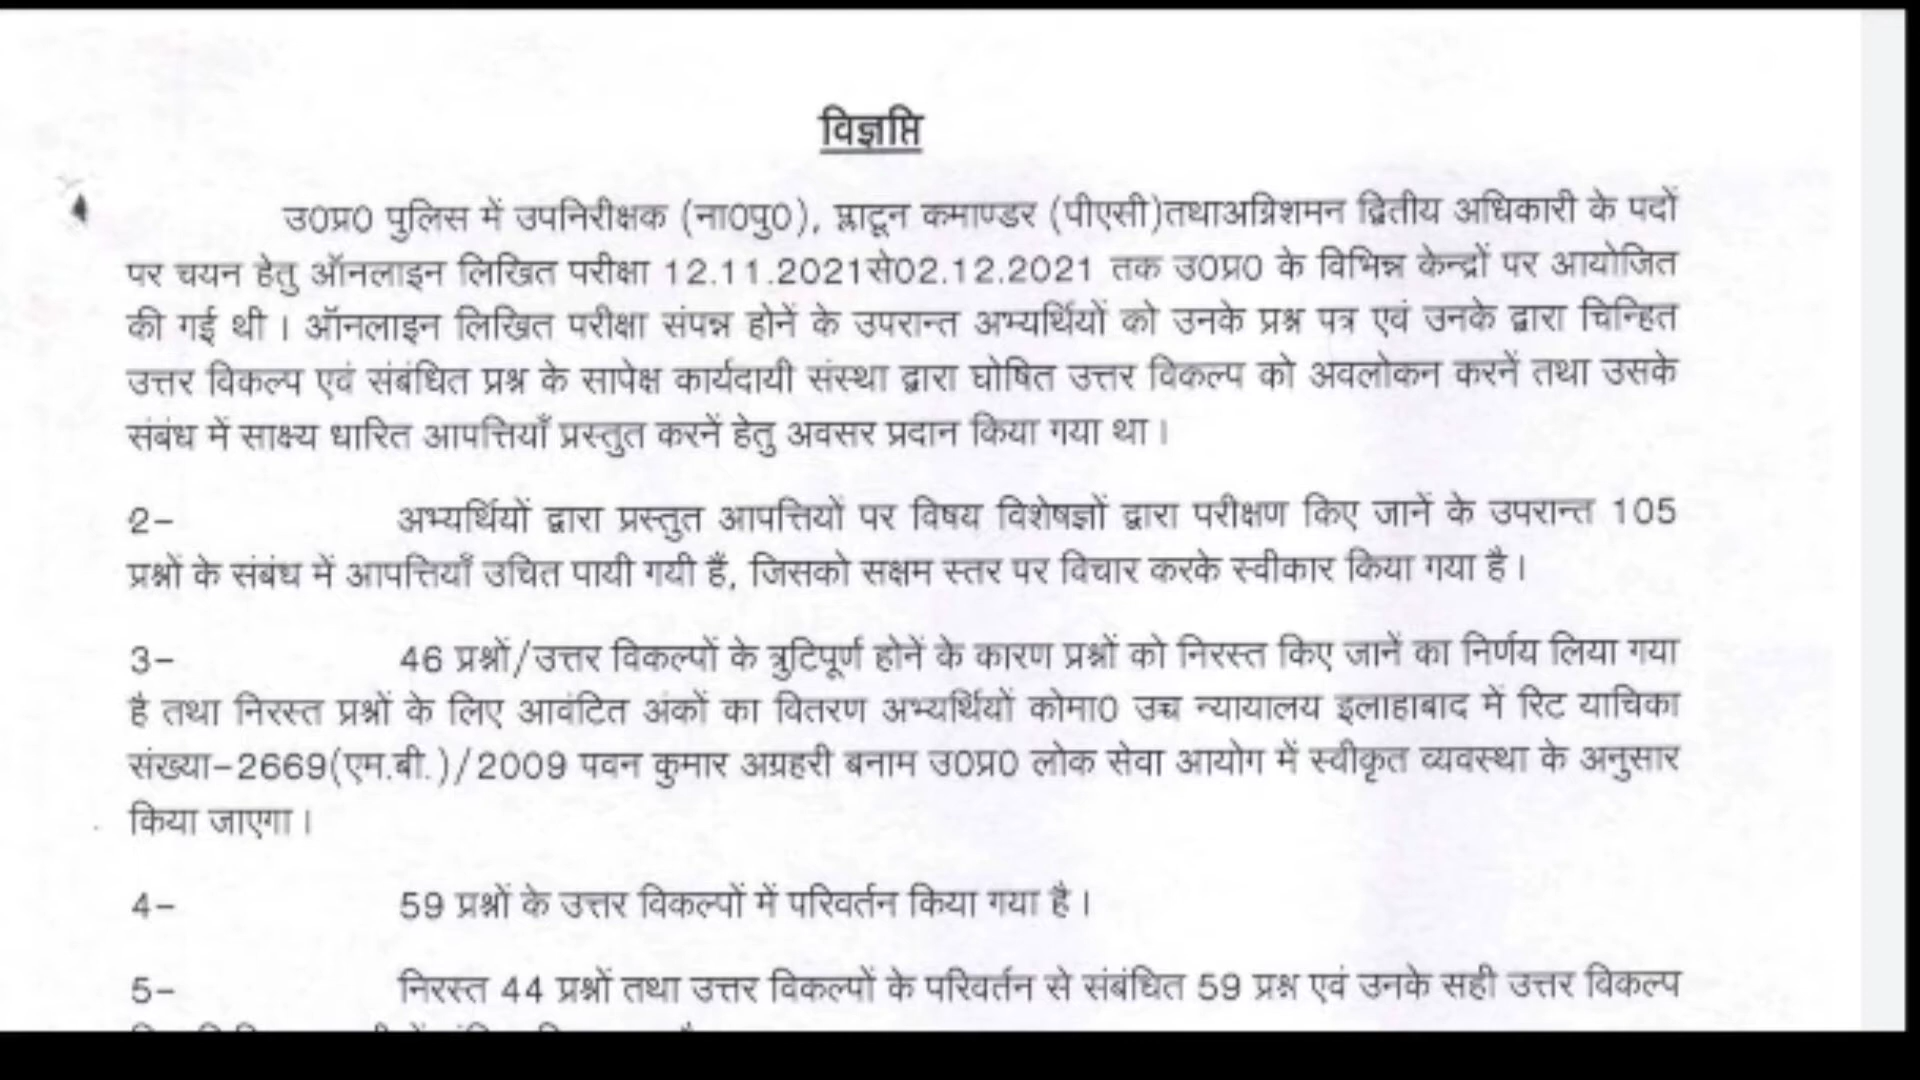 विज्ञप्ति
उ0प्र0 पुलिस में उपनिरीक्षक (ना0पु0), प्लाटून कमाण्डर (पीएसी)तथाअग्निशमन द्वितीय अधिकारी के पदों
पर चयन हेतु ऑनलाइन लिखित परीक्षा 12.11.2021से02.12.2021 तक उ0प्र0 के विभिन्न केन्द्रों पर आयोजित
की गई थी । ऑनलाइन लिखित परीक्षा संपन्न होनें के उपरान्त अभ्यर्थियों को उनके प्रश्न पत्र एवं उनके द्वारा चिन्हित
उत्तर विकल्प एवं संबंधित प्रश्न के सापेक्ष कार्यदायी संस्था द्वारा घोषित उत्तर विकल्प को अवलोकन करनें तथा उसके
संबंध में साक्ष्य धारित आपत्तियाँ प्रस्तुत करनें हेतु अवसर प्रदान किया गया था ।
2- अभ्यर्थियों द्वारा प्रस्तुत आपत्तियों पर विषय विशेषज्ञों द्वारा परीक्षण किए जानें के उपरान्त 105
प्रश्नों के संबंध में आपत्तियाँ उचित पायी गयी हैं, जिसको सक्षम स्तर पर विचार करके स्वीकार किया गया है ।
3- 46 प्रश्नों/उत्तर विकल्पों के त्रुटिपूर्ण होनें के कारण प्रश्नों को निरस्त किए जानें का निर्णय लिया गया
है तथा निरस्त प्रश्नों के लिए आवंटित अंकों का वितरण अभ्यर्थियों कोमा0 उच्च न्यायालय इलाहाबाद में रिट याचिका
संख्या-2669(एम.बी.)/2009 पवन कुमार अग्रहरी बनाम उ0प्र0 लोक सेवा आयोग में स्वीकृत व्यवस्था के अनुसार
किया जाएगा ।
4- 59 प्रश्नों के उत्तर विकल्पों में परिवर्तन किया गया है ।
5- निरस्त 44 प्रश्नों तथा उत्तर विकल्पों के परिवर्तन से संबंधित 59 प्रश्न एवं उनके सही उत्तर विकल्प